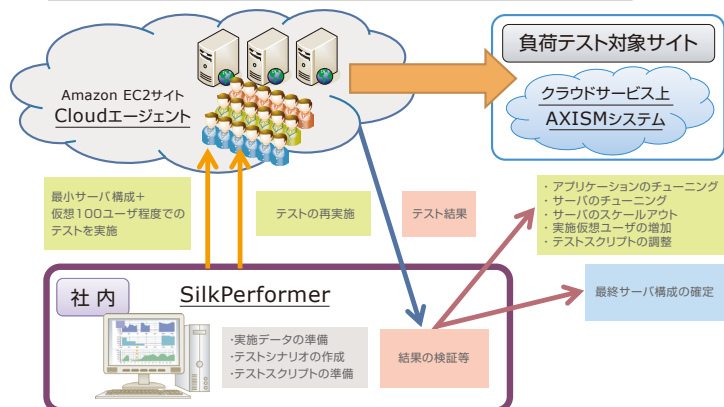 Amazon EC2サイト
Cloudエージェント
負荷テスト対象サイト
クラウドサービス上
AXISMシステム
最小サーバ構成+
仮想100ユーザ程度での
テストを実施
テストの再実施
テスト結果
・アプリケーションのチューニング
・サーバのチューニング
・サーバのスケールアウト
・実施仮想ユーザの増加
・テストスクリプトの調整
社内
SilkPerformer
・実施データの準備
・テストシナリオの作成
・テストスクリプトの準備
結果の検証等
最終サーバ構成の確定